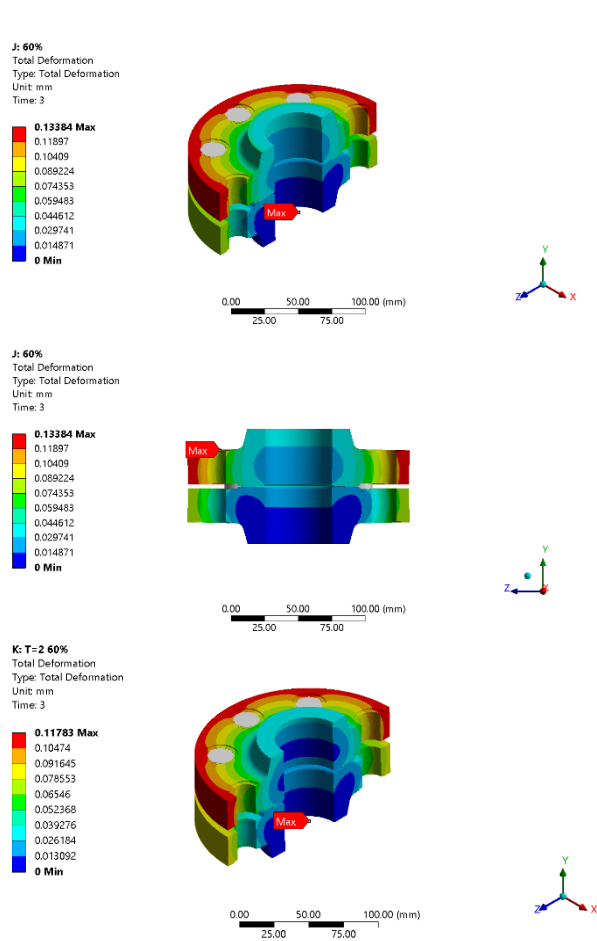 J: 60%
Total Deformation
Type: Total Deformation
Unit: mm
Time: 3
0.13384 Max
0.11897
0.10409
0.089224
0.074353
0.059483
0.044612
0.029741
0.014871
0 Min
Max
Y
Z
X
0.00 50.00 100.00 (mm)
25.00 75.00
J: 60%
Total Deformation
Type: Total Deformation
Unit: mm
Time: 3
0.13384 Max
0.11897
0.10409
0.089224
0.074353
0.059483
0.044612
0.029741
0.014871
0 Min
Max
Y
Z
X
0.00 50.00 100.00 (mm)
25.00 75.00
K: T=2 60%
Total Deformation
Type: Total Deformation
Unit: mm
Time: 3
0.11783 Max
0.10474
0.091645
0.078553
0.06546
0.052368
0.039276
0.026184
0.013092
0 Min
Max
Y
Z
X
0.00 50.00 100.00 (mm)
25.00 75.00